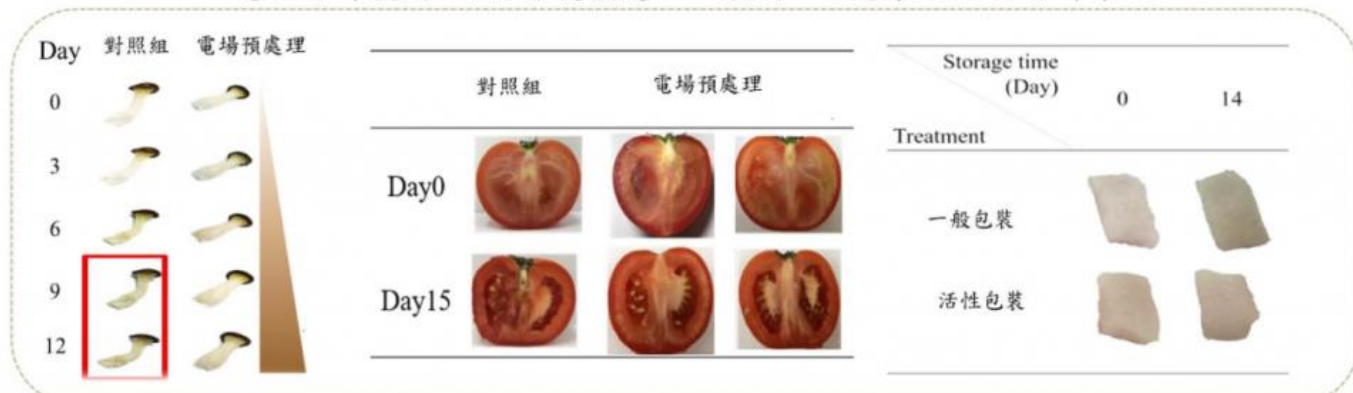 Day 對照組 電場預處理
0
3
6
9
12
對照組 電場預處理
Day0
Day15
Storage time
(Day) 0 14
Treatment
一般包裝
活性包裝